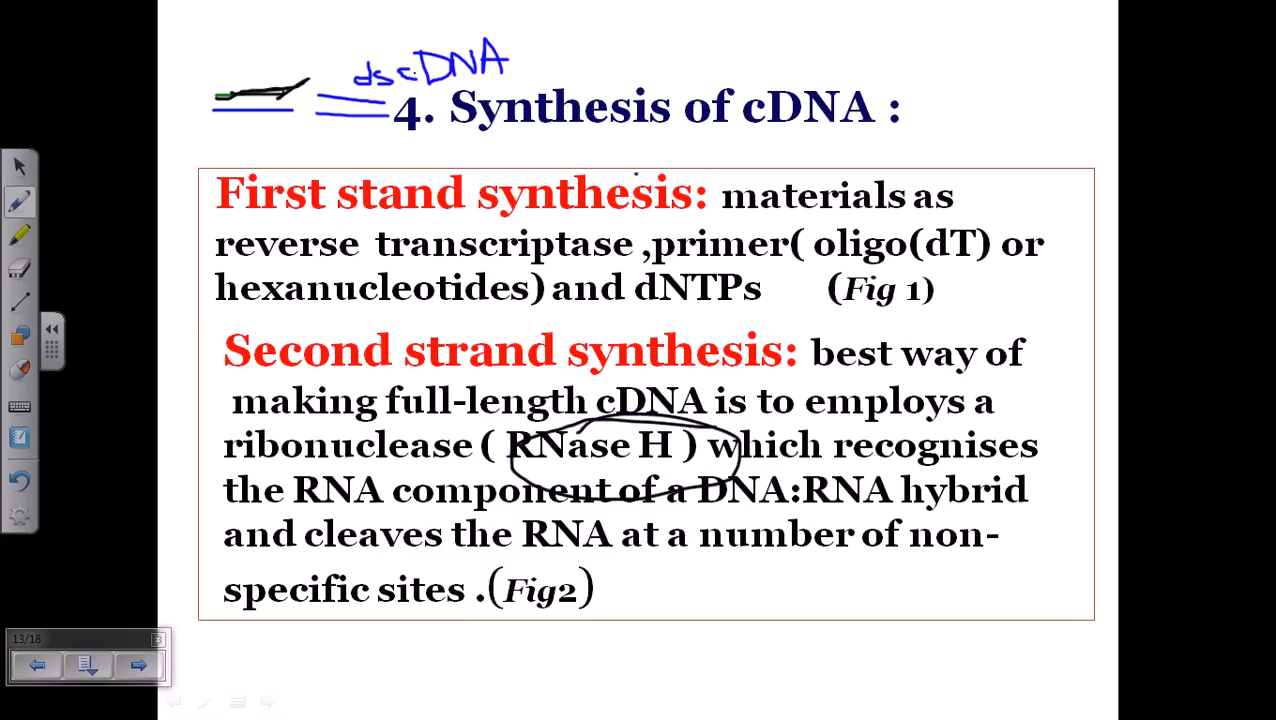 ds cDNA
4. Synthesis of cDNA :
First stand synthesis: materials as
reverse transcriptase ,primer( oligo(dT) or
hexanucleotides) and dNTPs (Fig 1)
Second strand synthesis: best way of
making full-length cDNA is to employs a
ribonuclease ( RNase H ) which recognises
the RNA component of a DNA:RNA hybrid
and cleaves the RNA at a number of non-
specific sites .(Fig2)
13/18